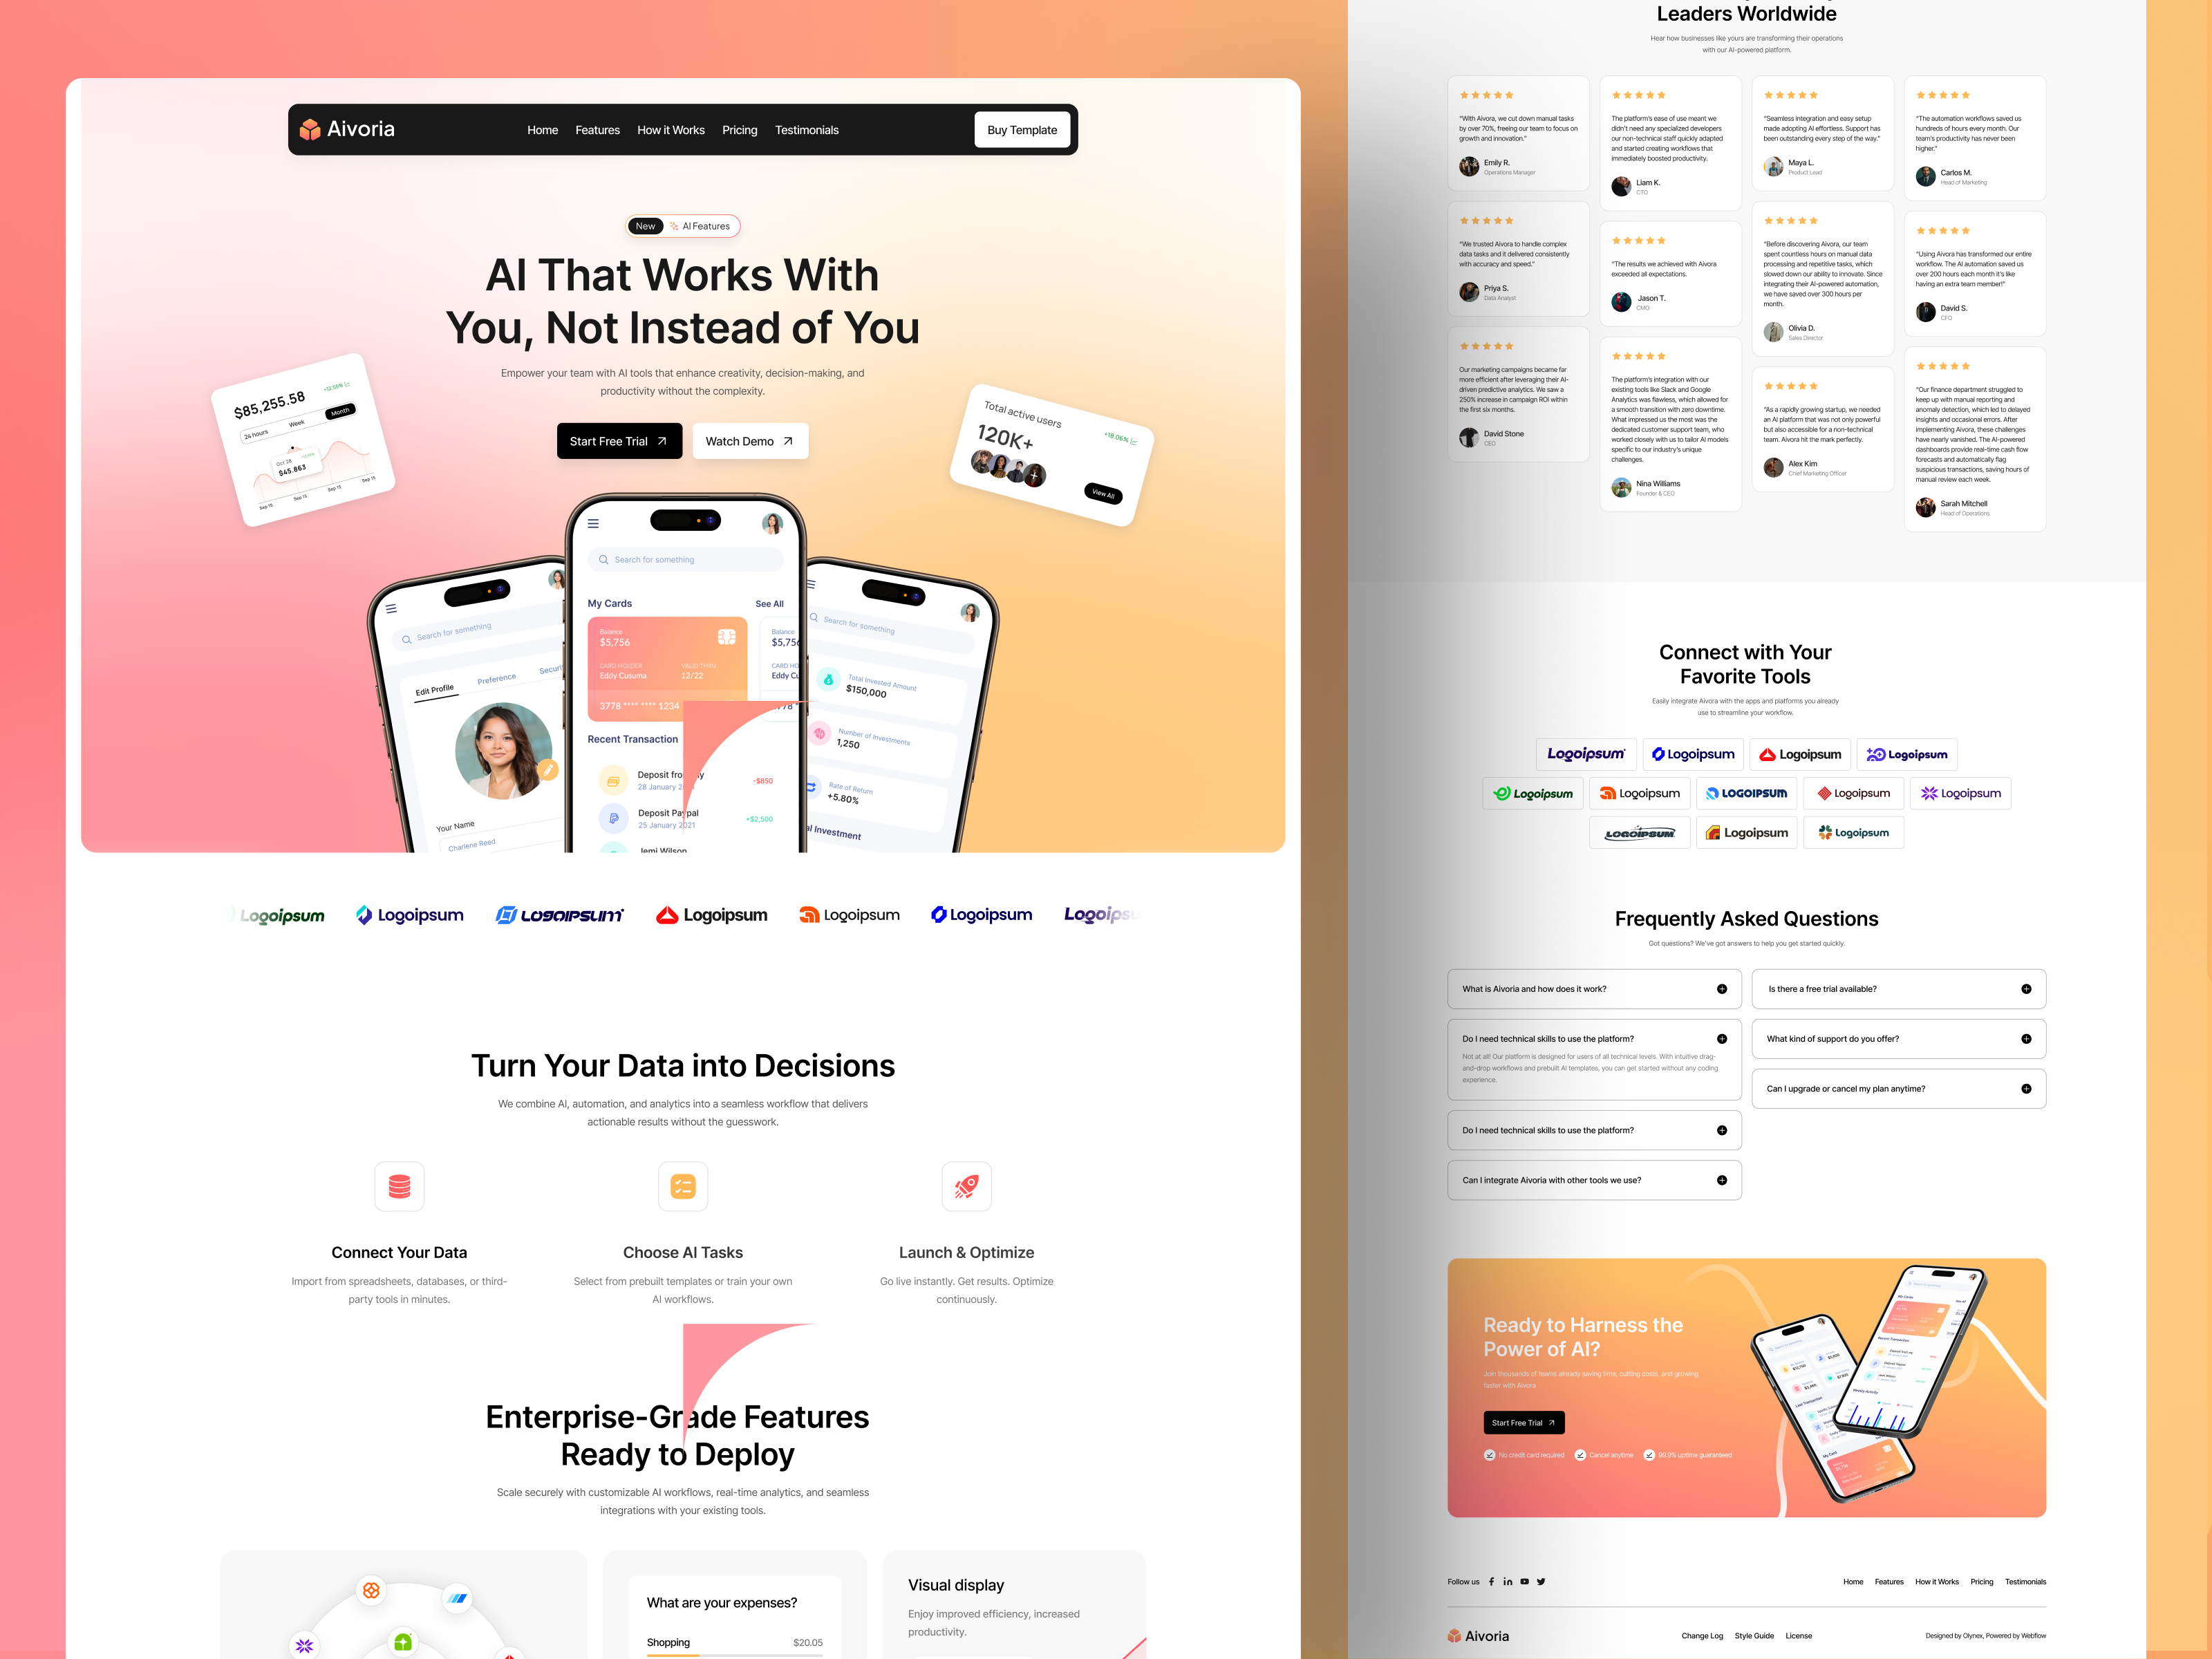 Aivoria
Home
Features
How it Works
Pricing
Testimonials
Buy Template
New
AI Features
AI That Works With
You, Not Instead of You
Empower your team with AI tools that enhance creativity, decision-making, and
productivity without the complexity.
Start Free Trial
Watch Demo
$85,255.58
+12.55%
24 hours
Week
Month
Oct 28
$45.863
Sep 15
Sep 15
Sep 15
Sep 15
Total active users
120K+
+18.06%
View All
Search for something
Edit Profile
Preference
Your Name
Charlene Reed
Search for something
My Cards
See All
Balance
$5,756
CARD HOLDER
Eddy Cusuma
VALID THRU
12/22
3778 **** **** 1234
Balance
Recent Transaction
28 January
-$850
Deposit Paypal
25 January 2021
+$2,500
Jemi Wilson
Search for something
Total Invested Amount
$150,000
Number of Investments
1,250
Rate of Return
+5.80%
Investment
Logoipsum
Logoipsum
LOGOIPSUM
Logoipsum
Logoipsum
Logoipsum
Logoipsu
Turn Your Data into Decisions
We combine AI, automation, and analytics into a seamless workflow that delivers
actionable results without the guesswork.
Connect Your Data
Import from spreadsheets, databases, or third-
party tools in minutes.
Choose AI Tasks
Select from prebuilt templates or train your own
AI workflows.
Launch & Optimize
Go live instantly. Get results. Optimize
continuously.
Enterprise-Grade Features
Ready to Deploy
Scale securely with customizable AI workflows, real-time analytics, and seamless
integrations with your existing tools.
What are your expenses?
Shopping
$20.05
Visual display
Enjoy improved efficiency, increased
productivity.
Leaders Worldwide
Hear how businesses like yours are transforming their operations
with our AI-powered platform.
"With Aivora, we cut down manual tasks
by over 70%, freeing our team to focus on
growth and innovation."
Emily R.
Operations Manager
"We trusted Aivora to handle complex
data tasks and it delivered consistently
with accuracy and speed."
Priya S.
Data Analyst
Our marketing campaigns became far
more efficient after leveraging their AI-
driven predictive analytics. We saw a
250% increase in campaign ROI within
the first six months.
David Stone
CEO
The platform's ease of use meant we
didn't need any specialized developers
our non-technical staff quickly adapted
and started creating workflows that
immediately boosted productivity.
Liam K.
CTO
"The results we achieved with Aivora
exceeded all expectations.
Jason T.
CMO
The platform's integration with our
existing tools like Slack and Google
Analytics was flawless, which allowed for
a smooth transition with zero downtime.
What impressed us the most was the
dedicated customer support team, who
worked closely with us to tailor AI models
specific to our industry's unique
challenges.
Nina Williams
Founder & CEO
"Seamless integration and easy setup
made adopting AI effortless. Support has
been outstanding every step of the way."
Maya L.
Product Lead
"Before discovering Aivora, our team
spent countless hours on manual data
processing and repetitive tasks, which
slowed down our ability to innovate. Since
integrating their AI-powered automation,
we have saved over 300 hours per
month.
Olivia D.
Sales Director
"As a rapidly growing startup, we needed
an AI platform that was not only powerful
but also accessible for a non-technical
team. Aivora hit the mark perfectly.
Alex Kim
Chief Marketing Officer
"The automation workflows saved us
hundreds of hours every month. Our
team's productivity has never been
higher."
Carlos M.
Head of Marketing
"Using Aivora has transformed our entire
workflow. The AI automation saved us
over 200 hours each month it's like
having an extra team member!"
David S.
CFO
"Our finance department struggled to
keep up with manual reporting and
anomaly detection, which led to delayed
insights and occasional errors. After
implementing Aivora, these challenges
have nearly vanished. The AI-powered
dashboards provide real-time cash flow
forecasts and automatically flag
suspicious transactions, saving hours of
manual review each week.
Sarah Mitchell
Head of Operations
Connect with Your
Favorite Tools
Easily integrate Aivora with the apps and platforms you already
use to streamline your workflow.
Logoipsum
Logoipsum
Logoipsum
Logoipsum
Logoipsum
Logoipsum
LOGOIPSUM
Logoipsum
Logoipsum
LOGOIPSUM
Logoipsum
Logoipsum
Frequently Asked Questions
Got questions? We've got answers to help you get started quickly.
What is Aivoria and how does it work?
Do I need technical skills to use the platform?
Not at all! Our platform is designed for users of all technical levels. With intuitive drag-
and-drop workflows and prebuilt AI templates, you can get started without any coding
experience.
Do I need technical skills to use the platform?
Can I integrate Aivoria with other tools we use?
Is there a free trial available?
What kind of support do you offer?
Can I upgrade or cancel my plan anytime?
Ready to Harness the
Power of AI?
Join thousands of teams already saving time, cutting costs, and growing
faster with Aivora
Start Free Trial
No credit card required
Cancel anytime
99.9% uptime guaranteed
Follow us
Home
Features
How it Works
Pricing
Testimonials
Aivoria
Change Log
Style Guide
License
Designed by Olynex, Powered by Webflow